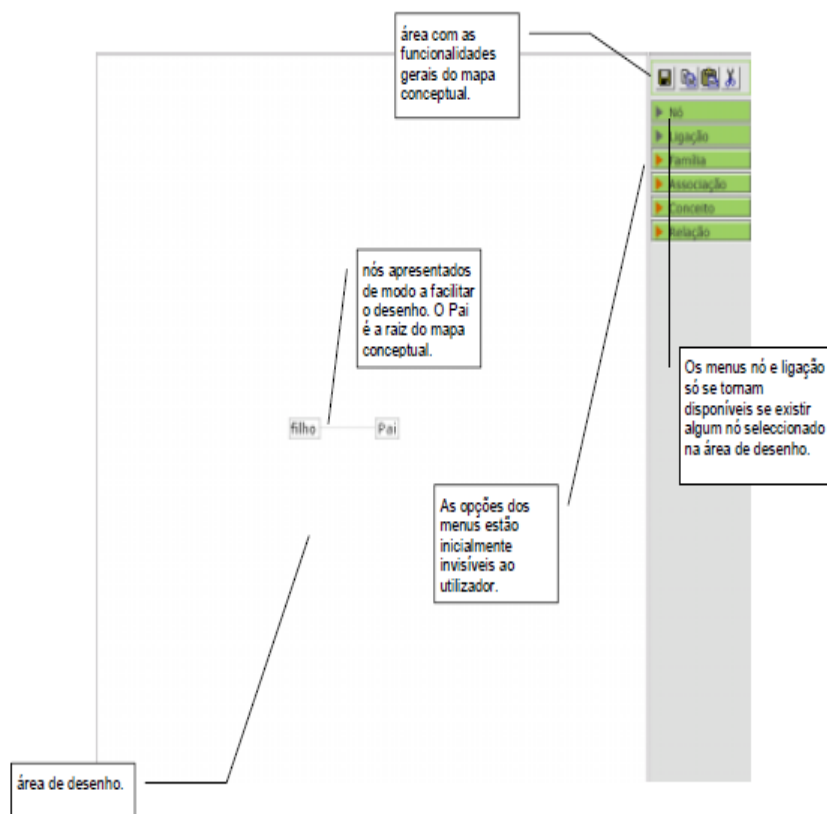 área com as
funcionalidades
gerais do mapa
conceptual.
Nó
Ligação
Família
Associação
Conceito
Relação
nós apresentados
de modo a facilitar
o desenho. O Pai
é a raiz do mapa
conceptual.
Os menus nó e ligação
só se tornam
disponíveis se existir
algum nó seleccionado
na área de desenho.
filho
Pai
As opções dos
menus estão
inicialmente
invisíveis ao
utilizador.
área de desenho.